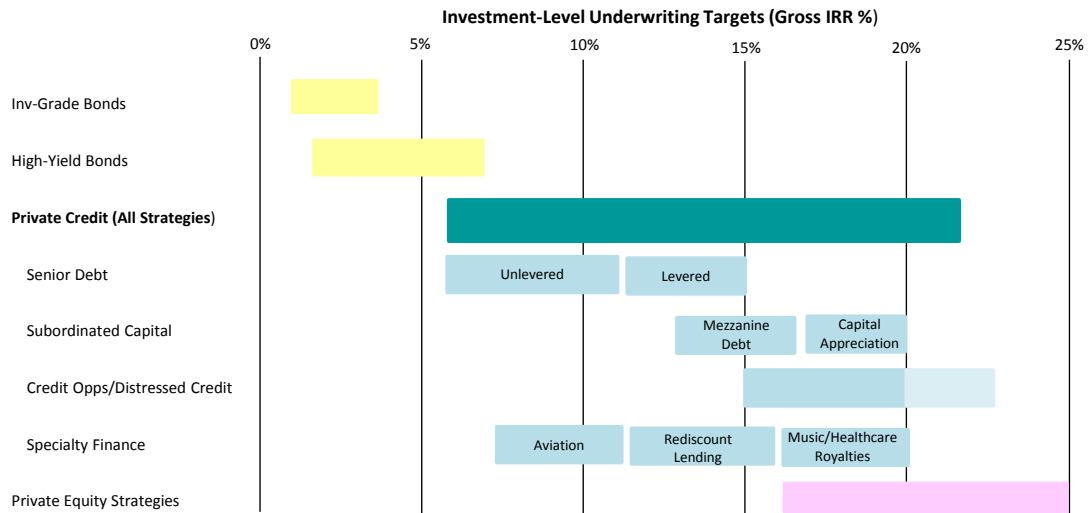 Investment-Level Underwriting Targets (Gross IRR %)
0% 5% 10% 15% 20% 25%
Inv-Grade Bonds
High-Yield Bonds
Private Credit (All Strategies)
Senior Debt Unlevered Levered
Subordinated Capital Mezzanine Debt Capital Appreciation
Credit Opps/Distressed Credit
Specialty Finance Aviation Rediscount Lending Music/Healthcare Royalties
Private Equity Strategies